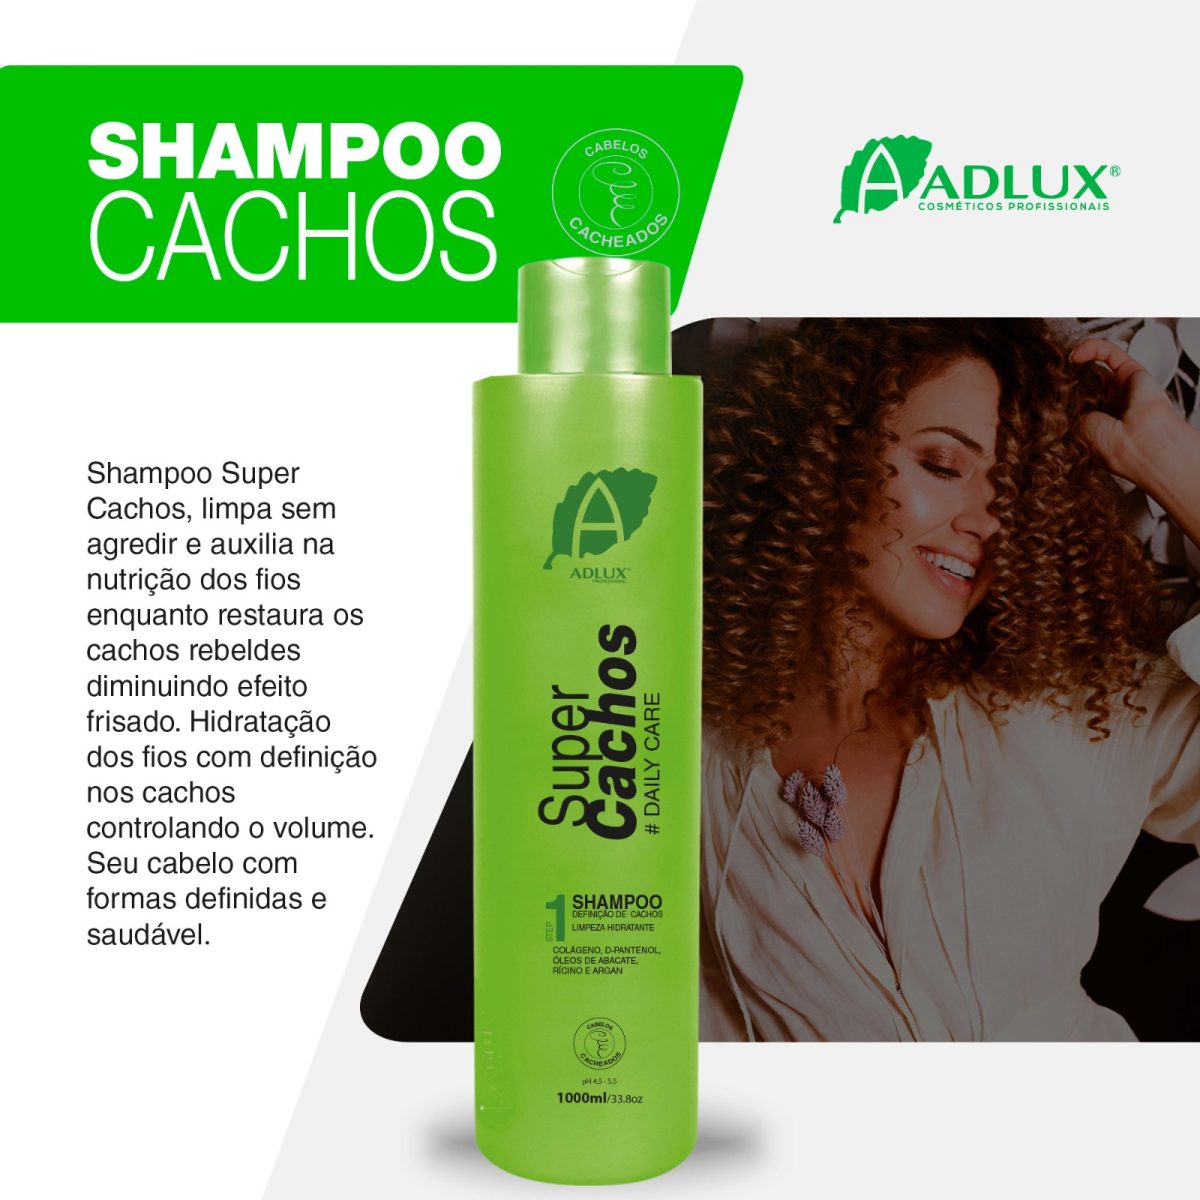 SHAMPOO
CACHOS
CABELOS
CACHEADOS
ADLUX®
COSMÉTICOS PROFISSIONAIS
Shampoo Super
Cachos, limpa sem
agredir e auxilia na
nutrição dos fios
enquanto restaura os
cachos rebeldes
diminuindo efeito
frisado. Hidratação
dos fios com definição
nos cachos
controlando o volume.
Seu cabelo com
formas definidas e
saudável.
A
ADLUX®
PROFESSIONAL
Super
Cachos
# DAILY CARE
STEP 1
SHAMPOO
DEFINIÇÃO DE CACHOS
LIMPEZA HIDRATANTE
COLÁGENO, D-PANTENOL,
ÓLEOS DE ABACATE,
RÍCINO E ARGAN
CABELOS
CACHEADOS
pH 4,5 - 5,5
1000ml/33.8oz